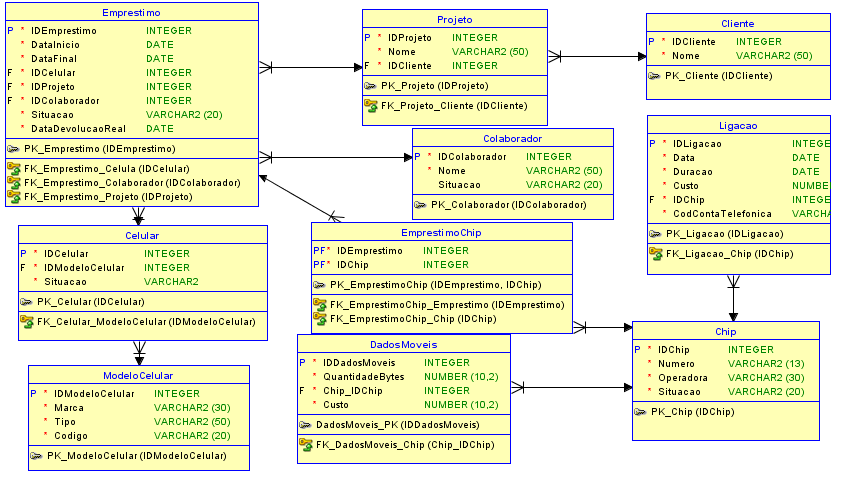 Emprestimo
P * IDEmprestimo INTEGER
* DataInicio DATE
* DataFinal DATE
F * IDCelular INTEGER
F * IDProjeto INTEGER
F * IDColaborador INTEGER
* Situacao VARCHAR2 (20)
* DataDevolucaoReal DATE
PK_Emprestimo (IDEmprestimo)
FK_Emprestimo_Celula (IDCelular)
FK_Emprestimo_Colaborador (IDColaborador)
FK_Emprestimo_Projeto (IDProjeto)
Projeto
P * IDProjeto INTEGER
* Nome VARCHAR2 (50)
F * IDCliente INTEGER
PK_Projeto (IDProjeto)
FK_Projeto_Cliente (IDCliente)
Cliente
P * IDCliente INTEGER
* Nome VARCHAR2 (50)
PK_Cliente (IDCliente)
Colaborador
P * IDColaborador INTEGER
* Nome VARCHAR2 (50)
Situacao VARCHAR2 (20)
PK_Colaborador (IDColaborador)
Ligacao
P * IDLigacao INTEGE
* Data DATE
* Duracao DATE
* Custo NUMBE
F * IDChip INTEGE
* CodContaTelefonica VARCHA
PK_Ligacao (IDLigacao)
FK_Ligacao_Chip (IDChip)
Celular
P * IDCelular INTEGER
F * IDModeloCelular INTEGER
* Situacao VARCHAR2
PK_Celular (IDCelular)
FK_Celular_ModeloCelular (IDModeloCelular)
EmprestimoChip
PF* IDEmprestimo INTEGER
PF* IDChip INTEGER
PK_EmprestimoChip (IDEmprestimo, IDChip)
FK_EmprestimoChip_Emprestimo (IDEmprestimo)
FK_EmprestimoChip_Chip (IDChip)
ModeloCelular
P * IDModeloCelular INTEGER
* Marca VARCHAR2 (30)
* Tipo VARCHAR2 (50)
* Codigo VARCHAR2 (20)
PK_ModeloCelular (IDModeloCelular)
DadosMoveis
P * IDDadosMoveis INTEGER
* QuantidadeBytes NUMBER (10,2)
F * Chip_IDChip INTEGER
* Custo NUMBER (10,2)
DadosMoveis_PK (IDDadosMoveis)
FK_DadosMoveis_Chip (Chip_IDChip)
Chip
P * IDChip INTEGER
* Numero VARCHAR2 (13)
* Operadora VARCHAR2 (30)
* Situacao VARCHAR2 (20)
PK_Chip (IDChip)